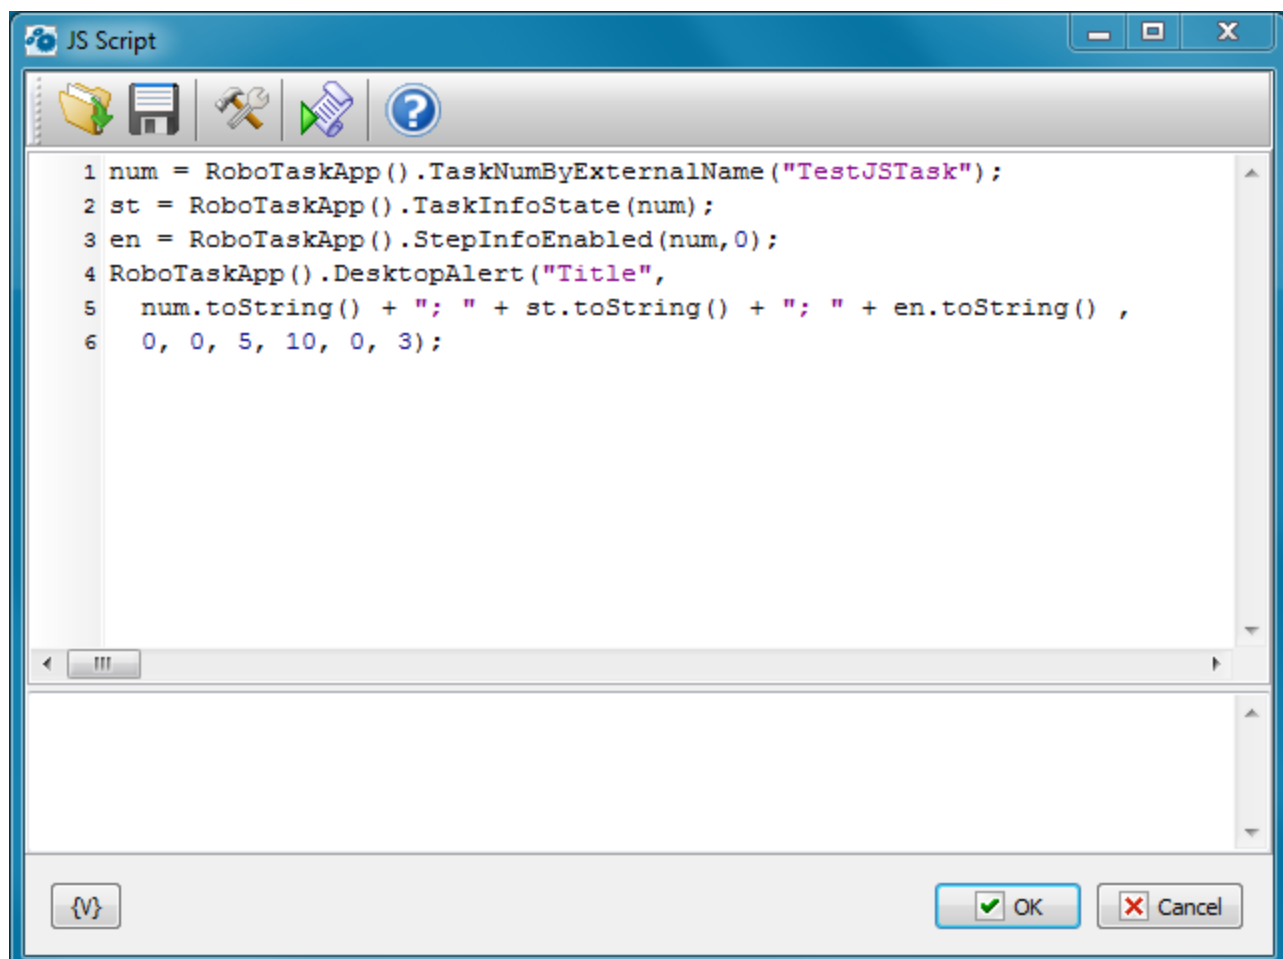 JS Script
1 num = RoboTaskApp().TaskNumByExternalName("TestJSTask");
2 st = RoboTaskApp().TaskInfoState(num);
3 en = RoboTaskApp().StepInfoEnabled(num,0);
4 RoboTaskApp().DesktopAlert("Title",
5   num.toString() + "; " + st.toString() + "; " + en.toString() ,
6   0, 0, 5, 10, 0, 3);
{V}
OK
Cancel